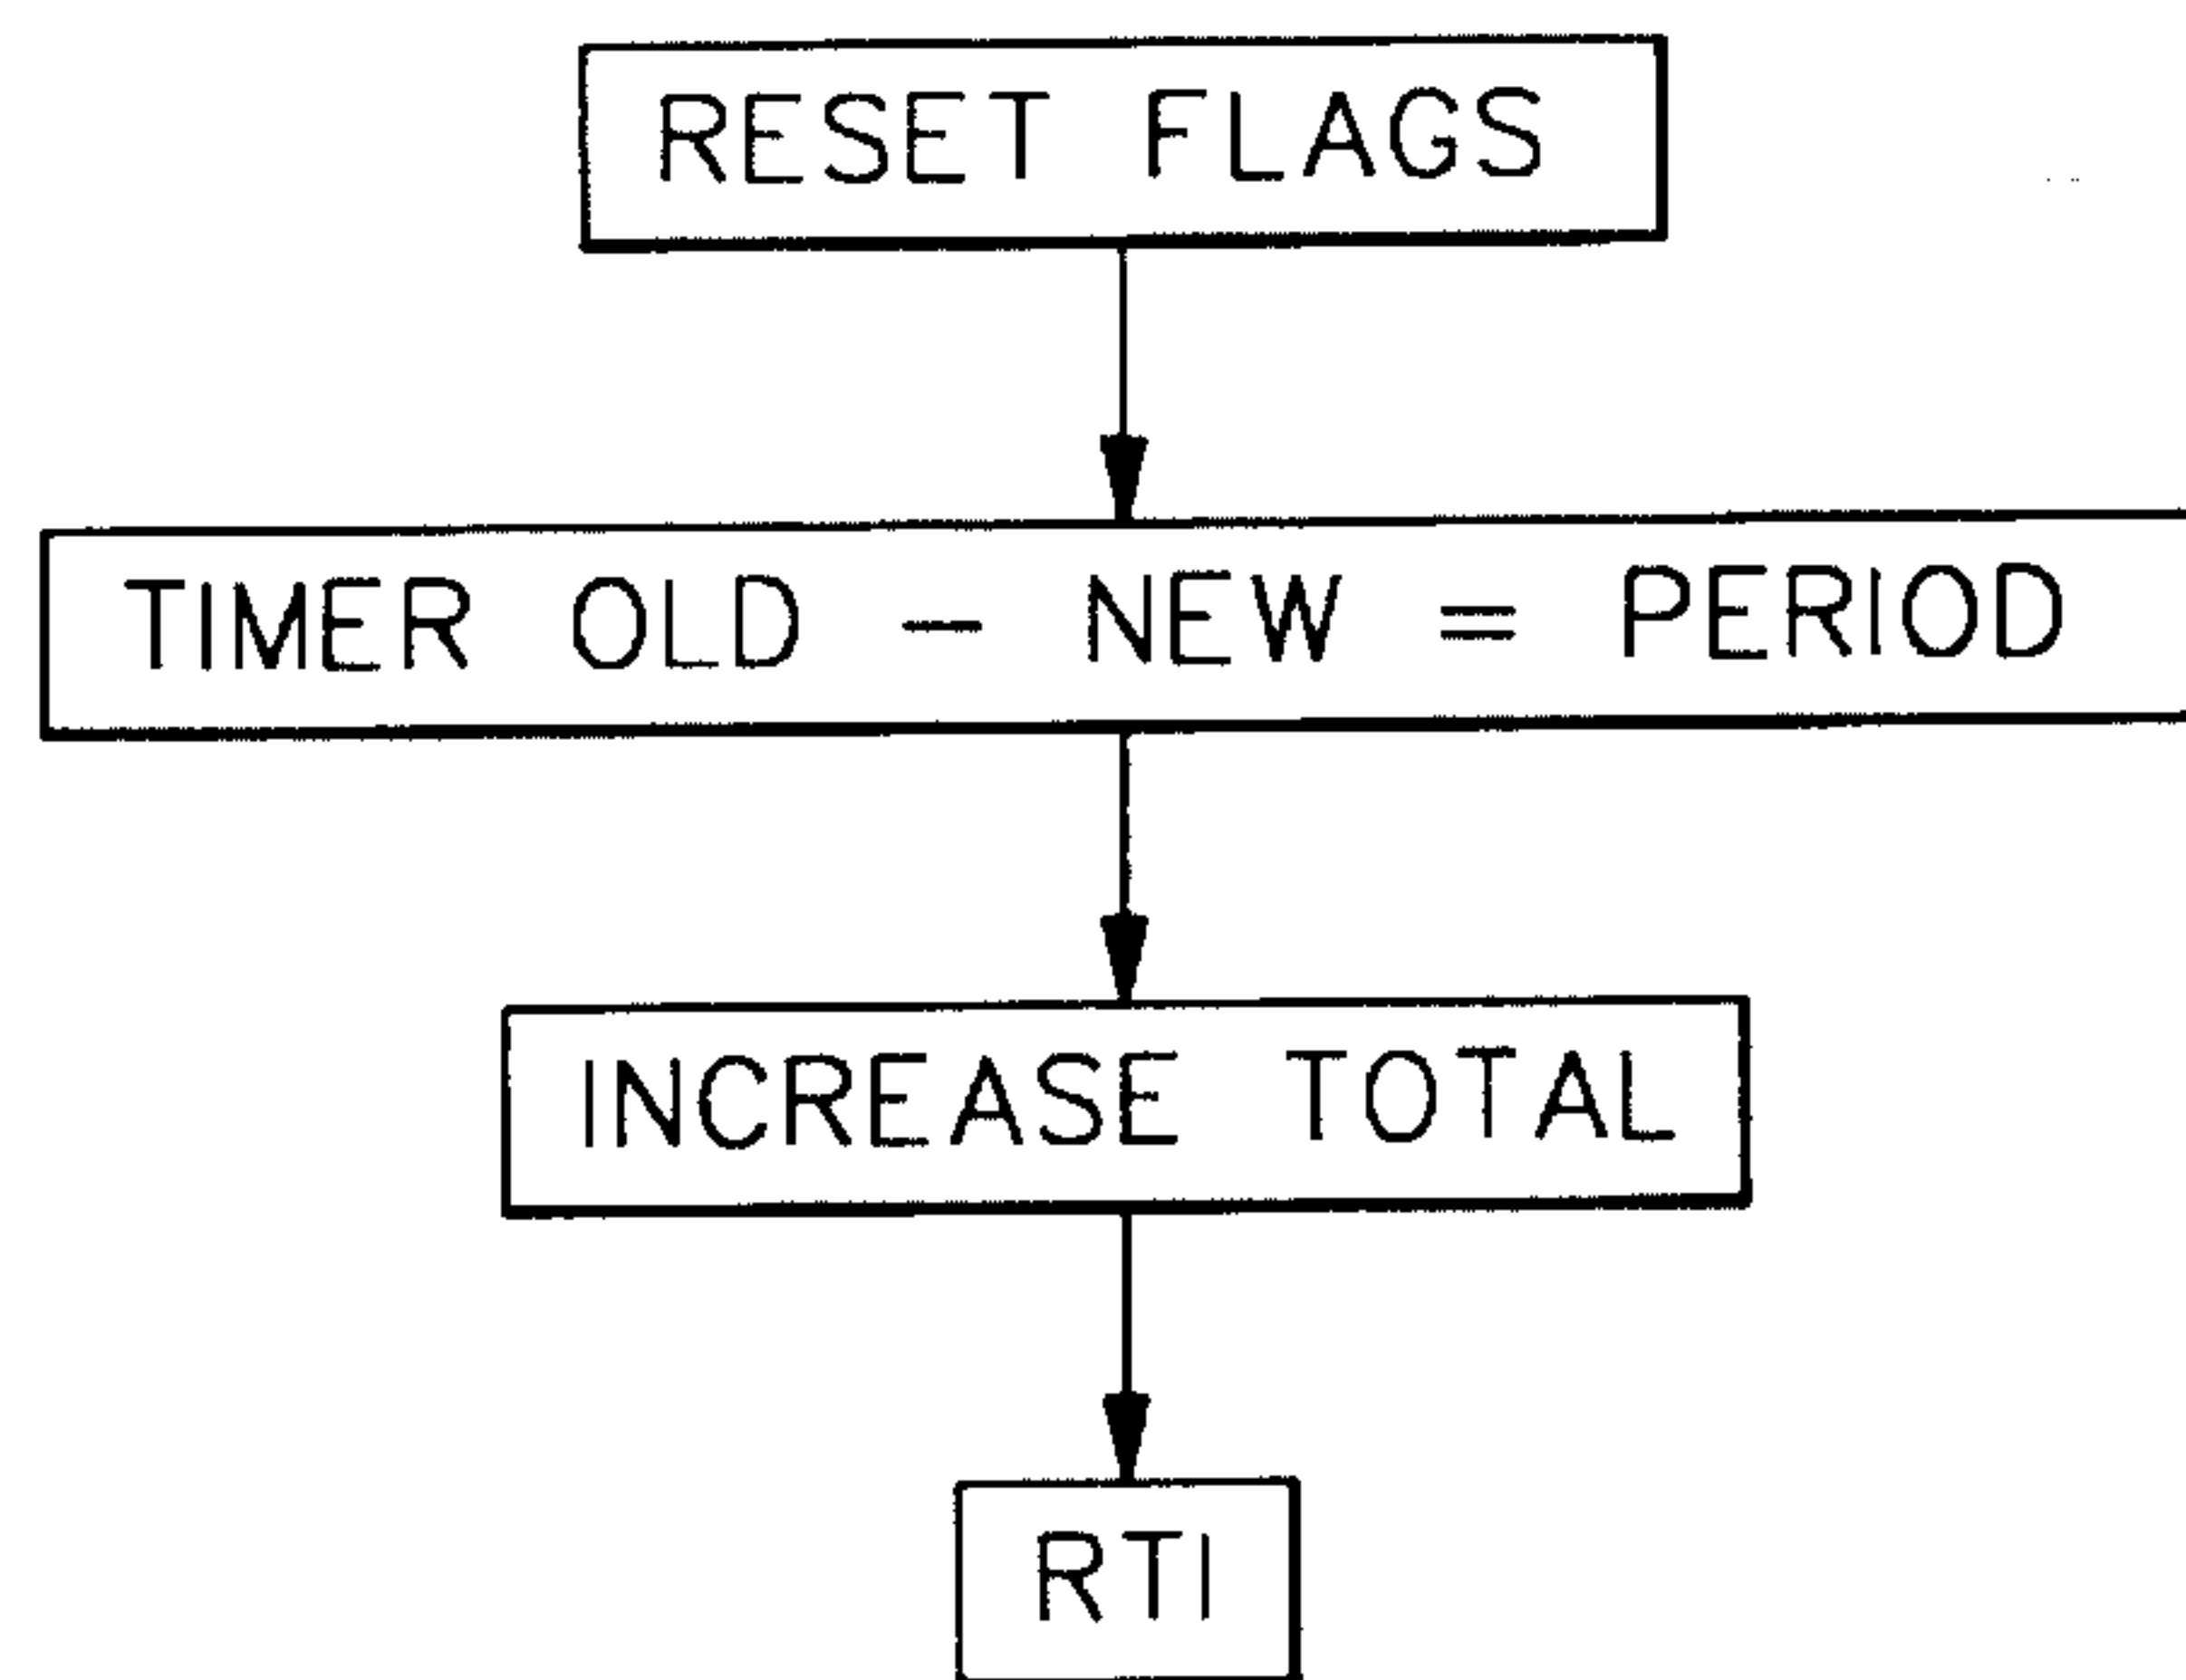 RESET FLAGS
TIMER OLD - NEW = PERIOD
INCREASE TOTAL
RTI